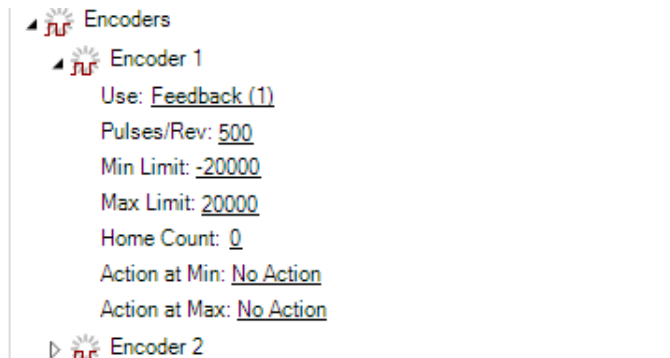 Encoders
Encoder 1
Use: Feedback (1)
Pulses/Rev: 500
Min Limit: -20000
Max Limit: 20000
Home Count: 0
Action at Min: No Action
Action at Max: No Action
Encoder 2